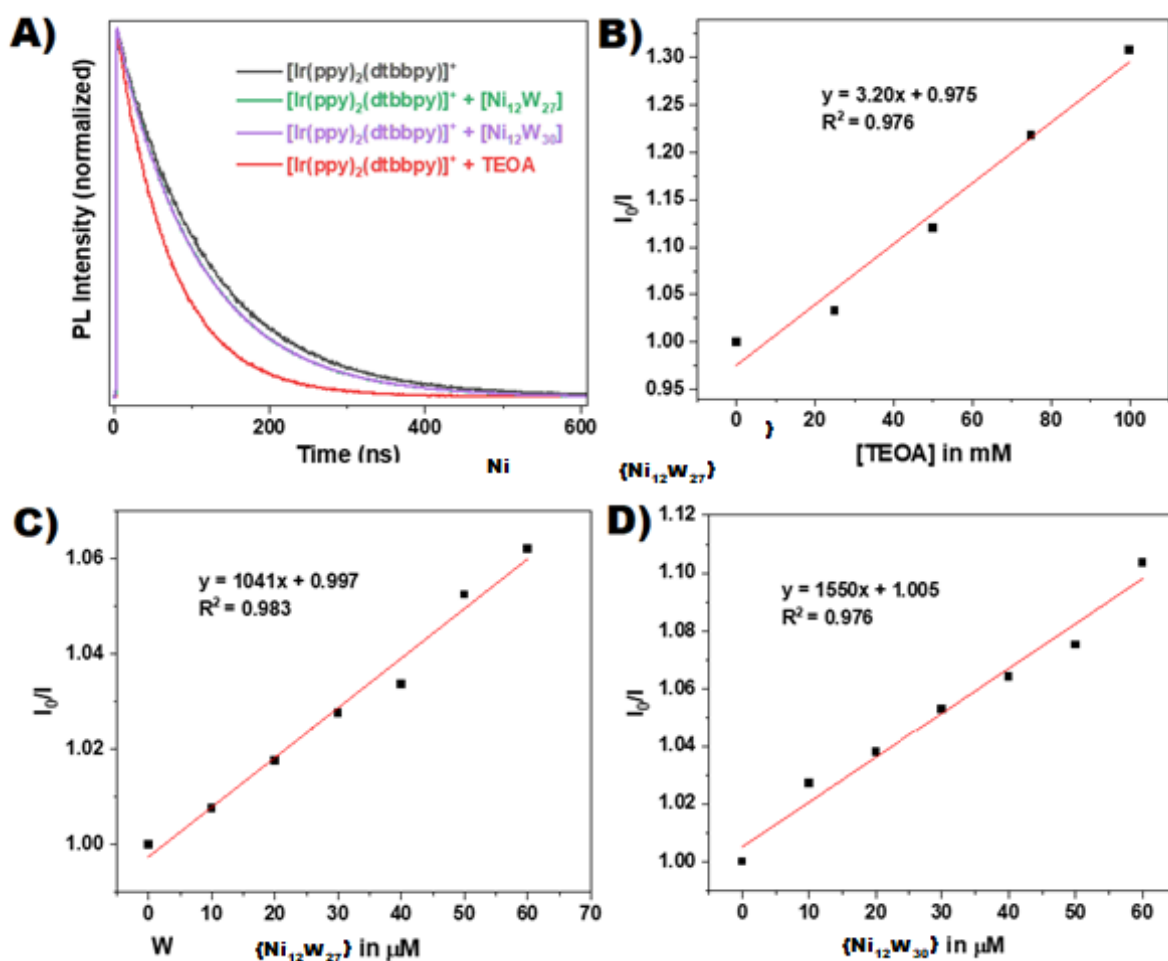 A)
PL Intensity (normalized)
[Ir(ppy)₂(dtbbpy)]⁺
[Ir(ppy)₂(dtbbpy)]⁺ + [Ni₁₂W₂₇]
[Ir(ppy)₂(dtbbpy)]⁺ + [Ni₁₂W₃₀]
[Ir(ppy)₂(dtbbpy)]⁺ + TEOA
0 200 400 600
Time (ns)
Ni
B)
I₀/I
1.30
1.25
1.20
1.15
1.10
1.05
1.00
0.95
y = 3.20x + 0.975
R² = 0.976
0 20 40 60 80 100
}
[TEOA] in mM
{Ni₁₂W₂₇}
C)
I₀/I
1.06
1.04
1.02
1.00
y = 1041x + 0.997
R² = 0.983
0 10 20 30 40 50 60 70
W {Ni₁₂W₂₇} in μM
D)
I₀/I
1.12
1.10
1.08
1.06
1.04
1.02
1.00
y = 1550x + 1.005
R² = 0.976
0 10 20 30 40 50 60
{Ni₁₂W₃₀} in μM